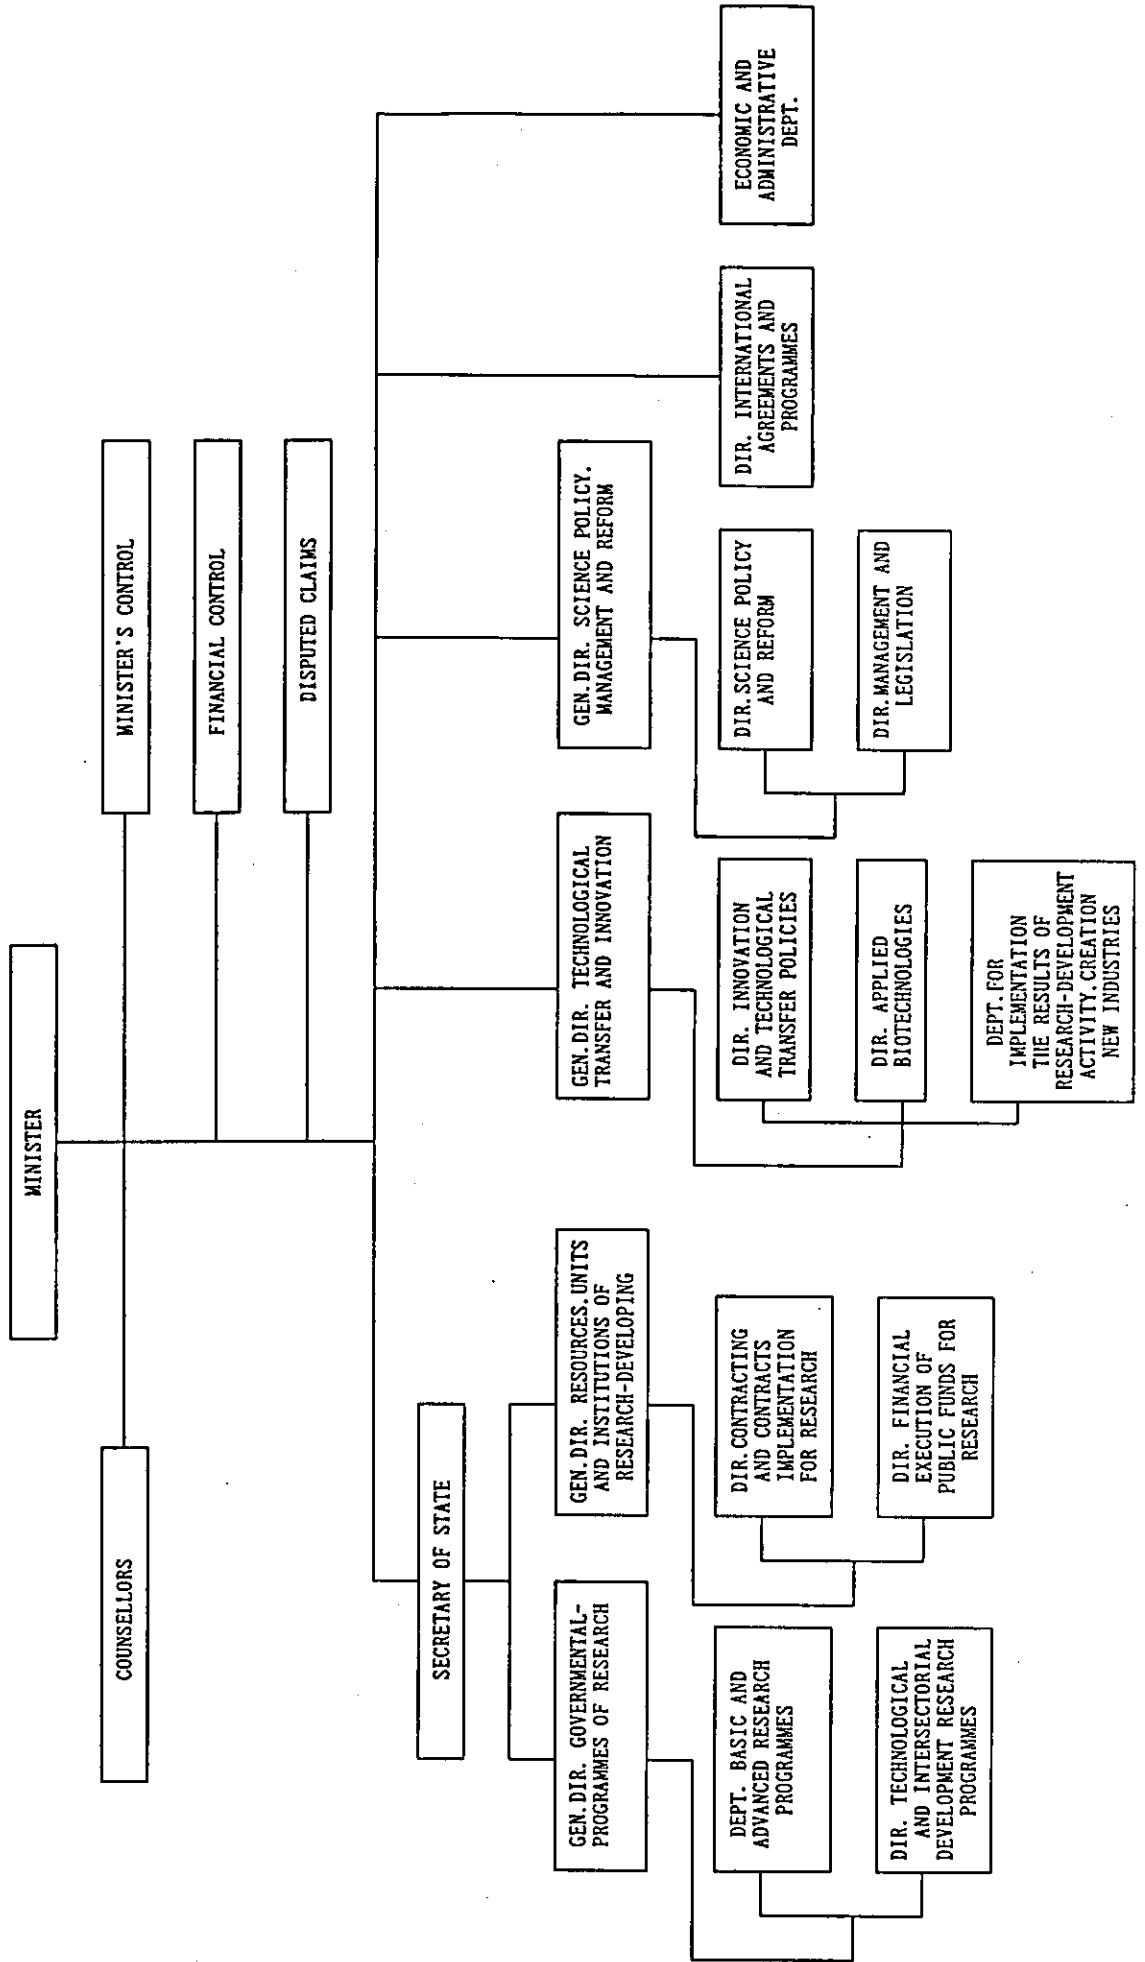 MINISTER
COUNSELLORS
MINISTER'S CONTROL
FINANCIAL CONTROL
DISPUTED CLAIMS
SECRETARY OF STATE
GEN.DIR. GOVERNMENTAL-
PROGRAMMES OF RESEARCH
GEN.DIR. RESOURCES.UNITS
AND INSTITUTIONS OF
RESEARCH-DEVELOPING
GEN.DIR. TECHNOLOGICAL
TRANSFER AND INNOVATION
GEN.DIR. SCIENCE POLICY.
MANAGEMENT AND REFORM
DEPT. BASIC AND
ADVANCED RESEARCH
PROGRAMMES
DIR. TECHNOLOGICAL
AND INTERSECTORIAL
DEVELOPMENT RESEARCH
PROGRAMMES
DIR.CONTRACTING
AND CONTRACTS
IMPLEMENTATION
FOR RESEARCH
DIR. FINANCIAL
EXECUTION OF
PUBLIC FUNDS FOR
RESEARCH
DIR. INNOVATION
AND TECHNOLOGICAL
TRANSFER POLICIES
DIR. APPLIED
BIOTECHNOLOGIES
DEPT.FOR
IMPLEMENTATION
THE RESULTS OF
RESEARCH-DEVELOPMENT
ACTIVITY.CREATION
NEW INDUSTRIES
DIR.SCIENCE POLICY
AND REFORM
DIR.MANAGEMENT AND
LEGISLATION
DIR. INTERNATIONAL
AGREEMENTS AND
PROGRAMMES
ECONOMIC AND
ADMINISTRATIVE
DEPT.